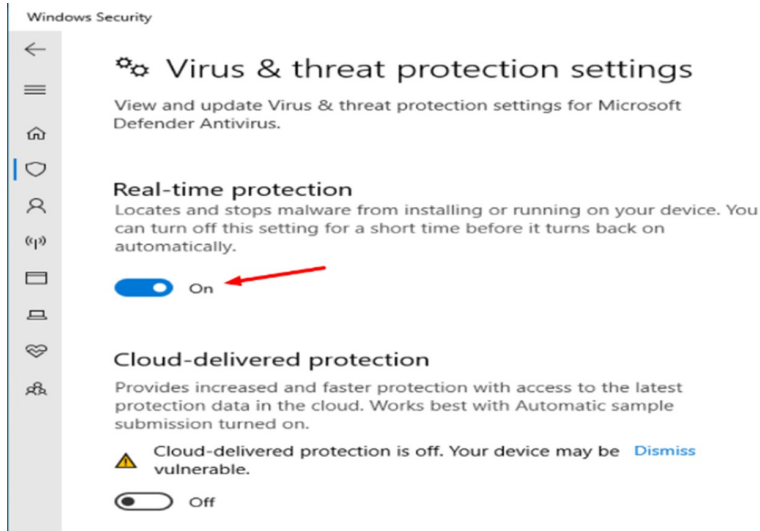 Windows Security
Virus & threat protection settings
View and update Virus & threat protection settings for Microsoft
Defender Antivirus.
Real-time protection
Locates and stops malware from installing or running on your device. You
can turn off this setting for a short time before it turns back on
automatically.
On
Cloud-delivered protection
Provides increased and faster protection with access to the latest
protection data in the cloud. Works best with Automatic sample
submission turned on.
Cloud-delivered protection is off. Your device may be Dismiss
vulnerable.
Off